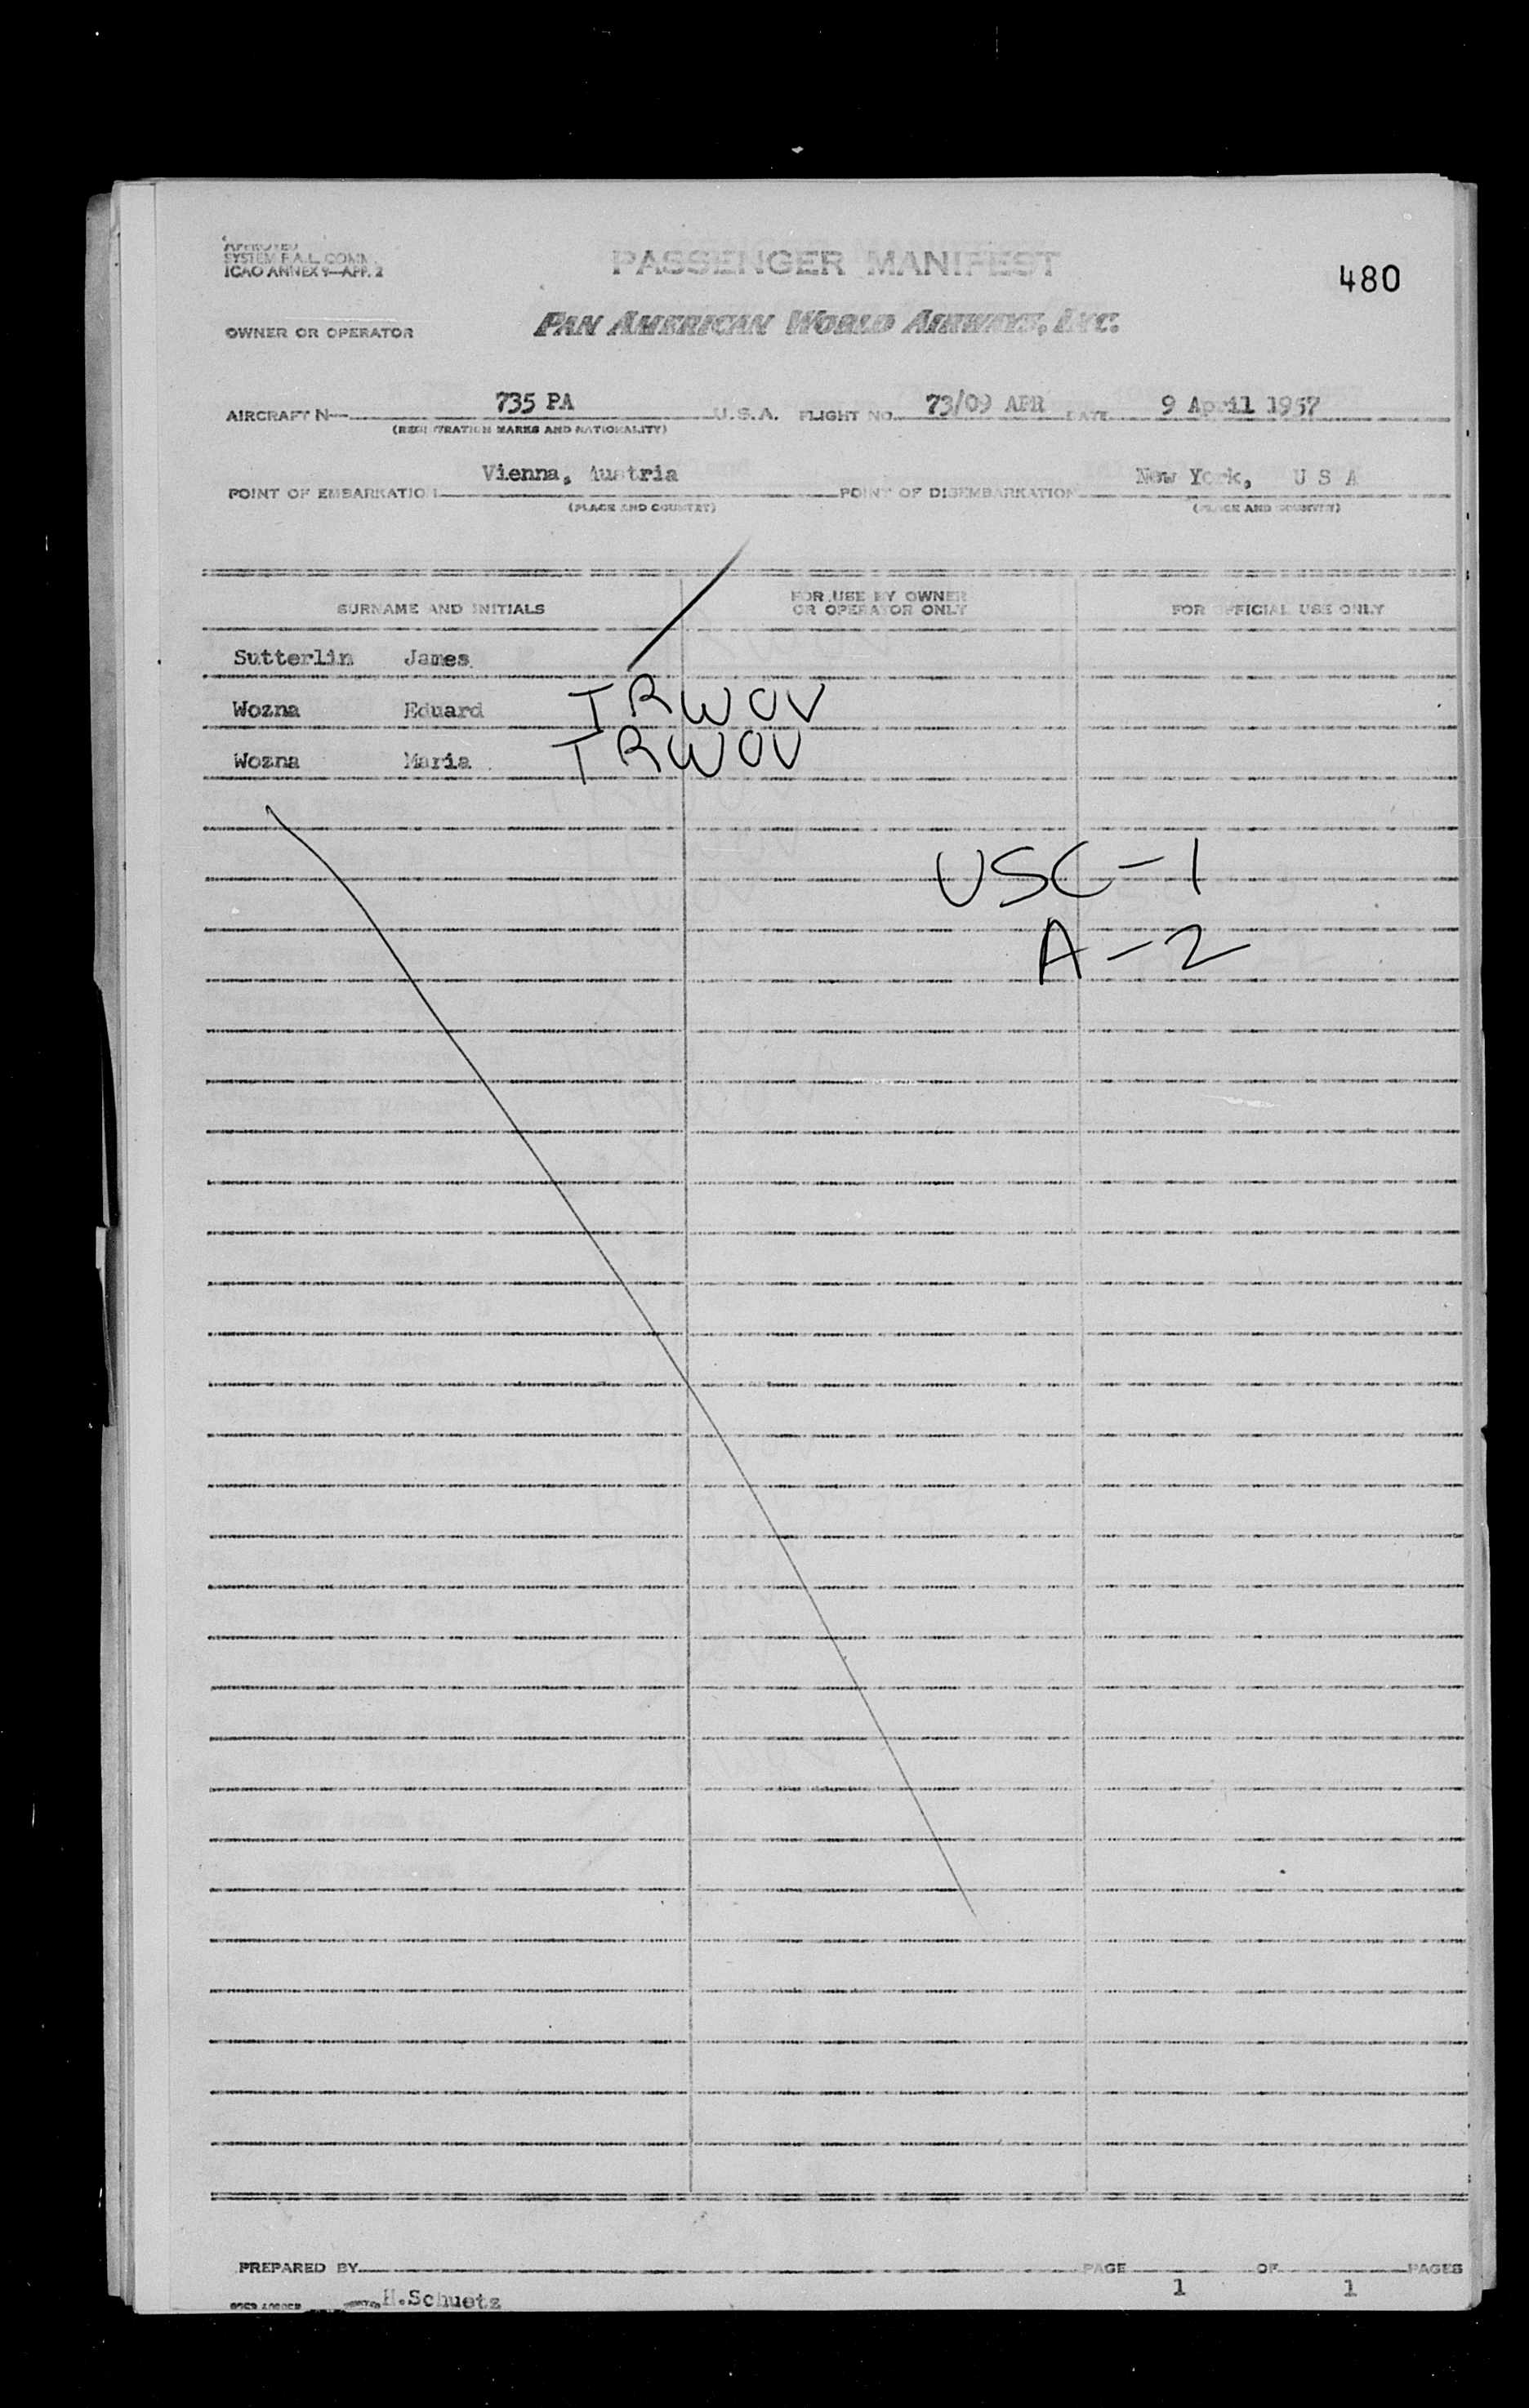 APPROVED
SYSTEM F.A.L. COMM.
ICAO ANNEX 9—APP. 2
PASSENGER MANIFEST
480
OWNER OR OPERATOR PAN AMERICAN WORLD AIRWAYS, INC.
AIRCRAFT N— 735 PA U.S.A. FLIGHT NO. 73/09 APR DATE 9 April 1957
(REGISTRATION MARKS AND NATIONALITY)
POINT OF EMBARKATION Vienna, Austria POINT OF DISEMBARKATION New York, U S A
(PLACE AND COUNTRY) (PLACE AND COUNTRY)
SURNAME AND INITIALS FOR USE BY OWNER OR OPERATOR ONLY FOR OFFICIAL USE ONLY
Sutterlin James
Wozna Eduard TRWOV
Wozna Maria TRWOV
USC-1
A-2
PREPARED BY H.Schuetz PAGE 1 OF 1 PAGES